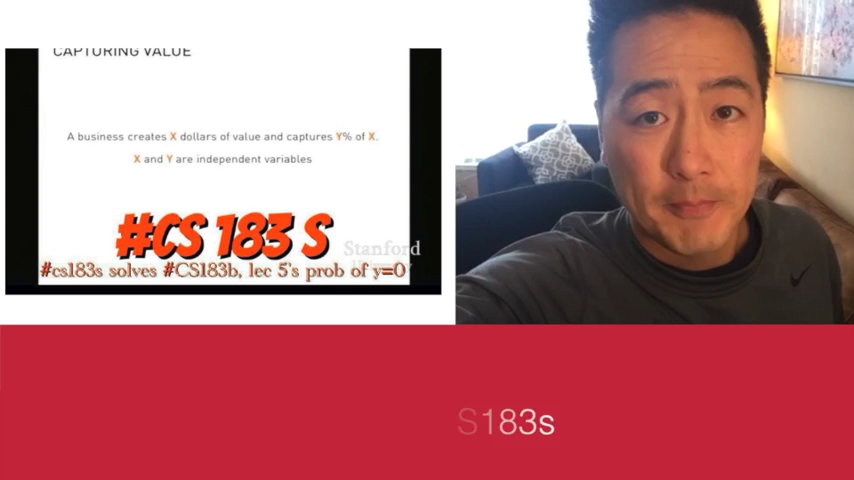 CAPTURING VALUE
A business creates X dollars of value and captures Y% of X.
X and Y are independent variables
#CS 183 S
Stanford
#cs183s solves #CS183b, lec 5's prob of y=0
S183s